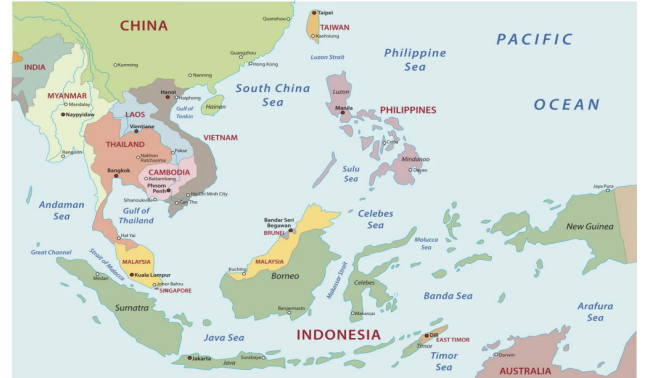 Taipei
Quanzhou
CHINA
TAIWAN
Kaohsiung
PACIFIC
Philippine
Sea
Guangzhou
Luzon Strait
Hong Kong
Kunming
INDIA
Nanning
South China
Sea
Hanoi
Haiphong
MYANMAR
Luzon
Mandalay
LAOS
Gulf of
Tonkin
Hainan
OCEAN
Manila
PHILIPPINES
Naypyidaw
Vientiane
VIETNAM
THAILAND
Cebu
Rangoon
Pakse
Nakhon
Ratchasima
Mindanao
Bangkok
CAMBODIA
Battambang
Sulu
Sea
Davao
Phnom
Penh
Jaya Pura
Ho Chi Minh City
Sihanoukville
Can Tho
Andaman
Sea
Gulf of
Thailand
Celebes
Sea
Bandar Seri
Begawan
BRUNEI
New Guinea
Hat Yai
Molucca
Sea
Great Channel
Strait of Malacca
MALAYSIA
MALAYSIA
Kuching
Borneo
Makassar Strait
Kuala Lumpur
Medan
Johor Bahru
SINGAPORE
Celebes
Banda Sea
Sumatra
Banjarmasin
Makassar
Arafura
Sea
Java Sea
INDONESIA
Dili
EAST TIMOR
Timor
Jakarta
Java
Surabaya
Timor
Sea
Darwin
AUSTRALIA